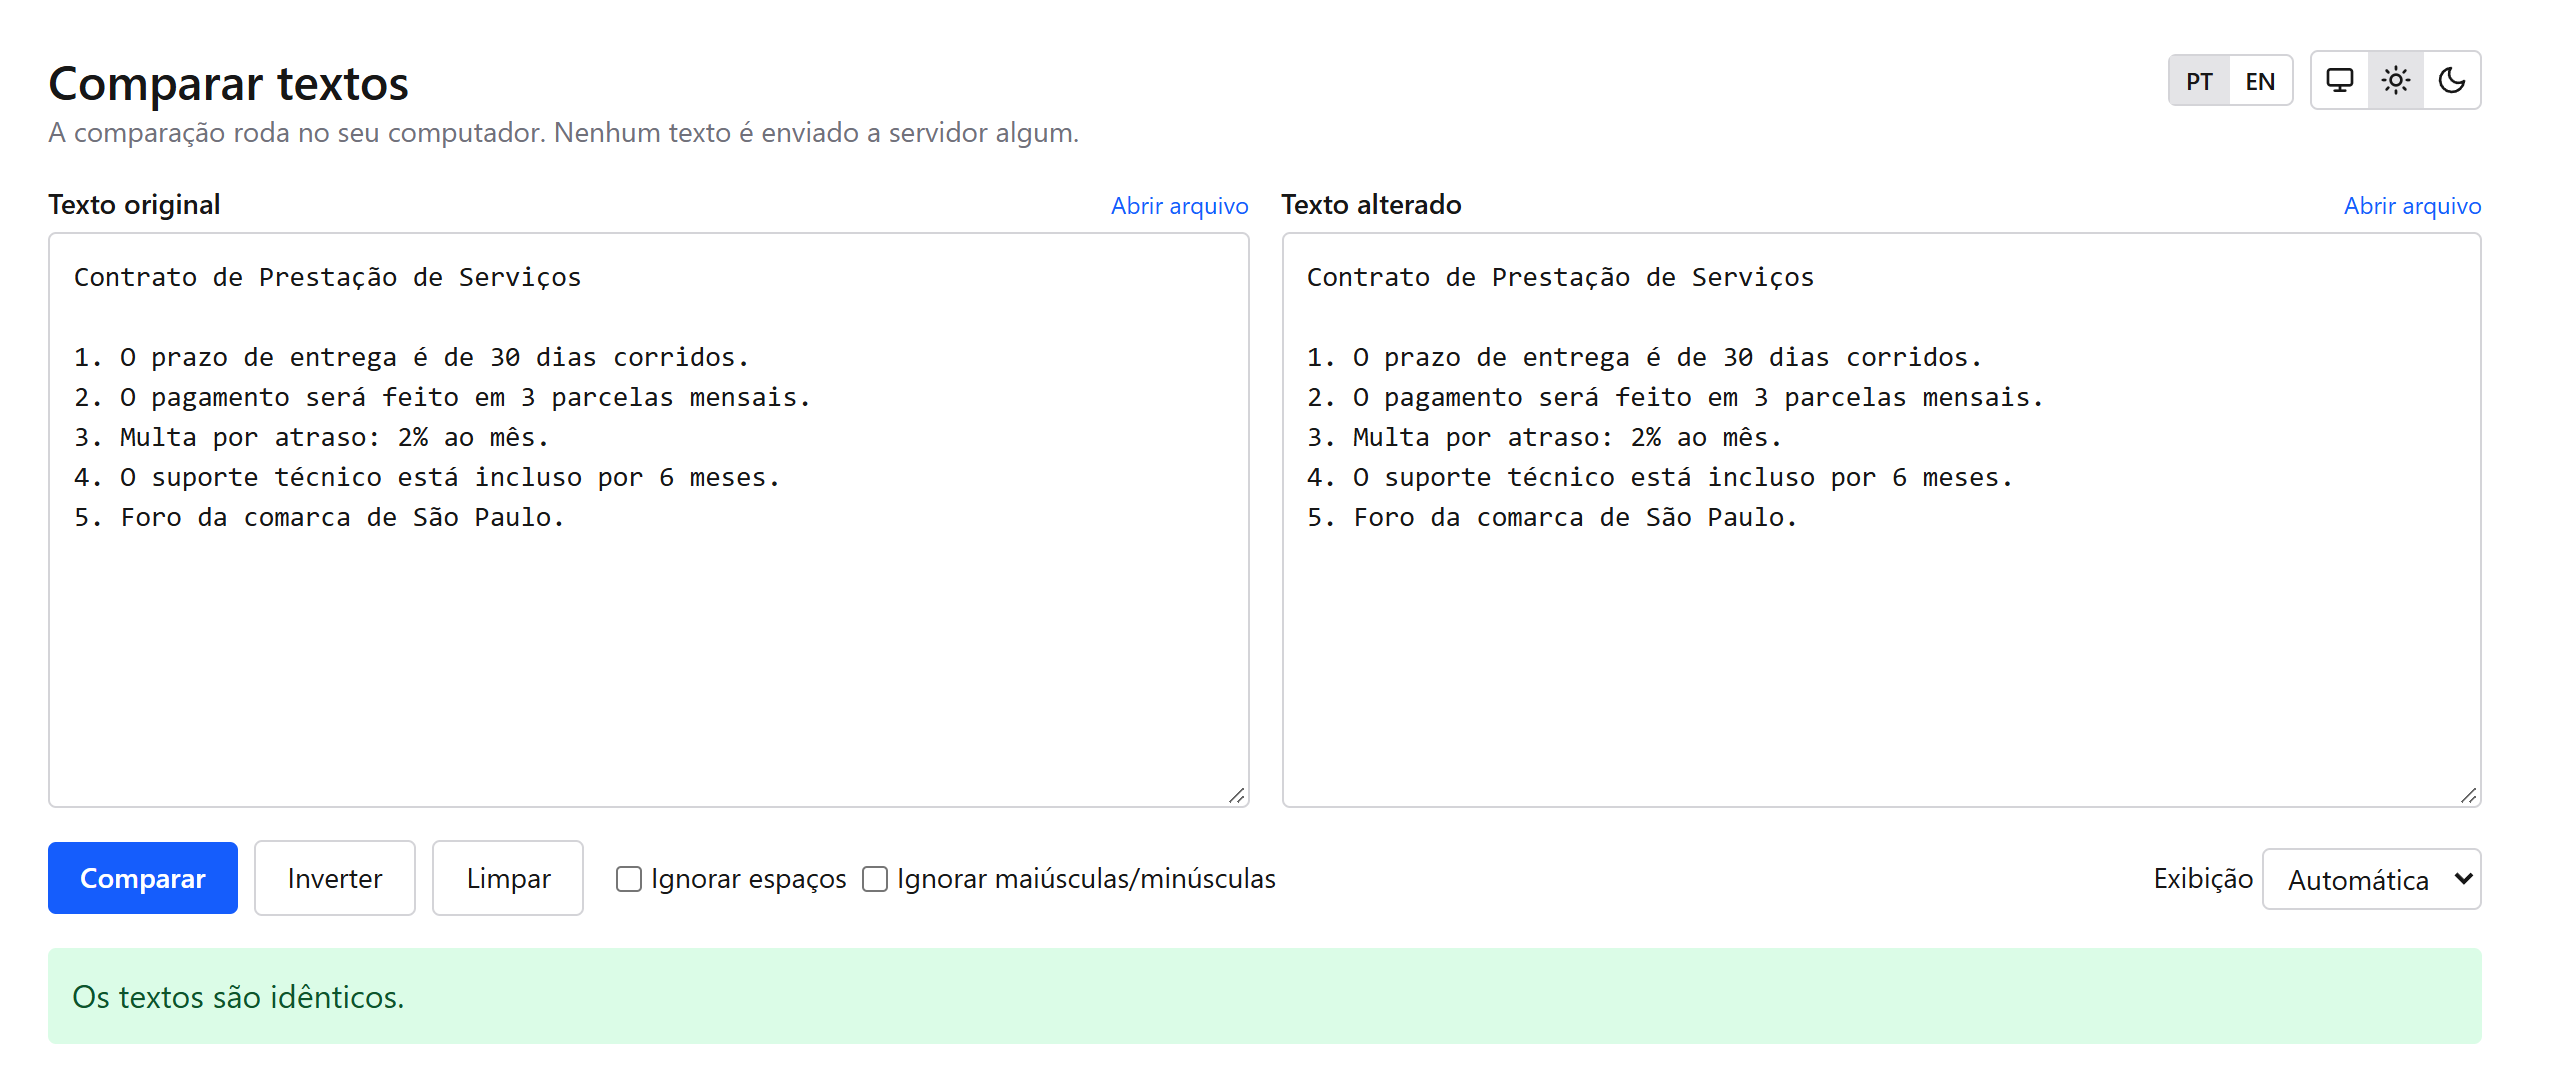 Comparar textos
PT EN
A comparação roda no seu computador. Nenhum texto é enviado a servidor algum.
Texto original
Abrir arquivo
Contrato de Prestação de Serviços
1. O prazo de entrega é de 30 dias corridos.
2. O pagamento será feito em 3 parcelas mensais.
3. Multa por atraso: 2% ao mês.
4. O suporte técnico está incluso por 6 meses.
5. Foro da comarca de São Paulo.
Texto alterado
Abrir arquivo
Contrato de Prestação de Serviços
1. O prazo de entrega é de 30 dias corridos.
2. O pagamento será feito em 3 parcelas mensais.
3. Multa por atraso: 2% ao mês.
4. O suporte técnico está incluso por 6 meses.
5. Foro da comarca de São Paulo.
Comparar Inverter Limpar Ignorar espaços Ignorar maiúsculas/minúsculas Exibição Automática
Os textos são idênticos.